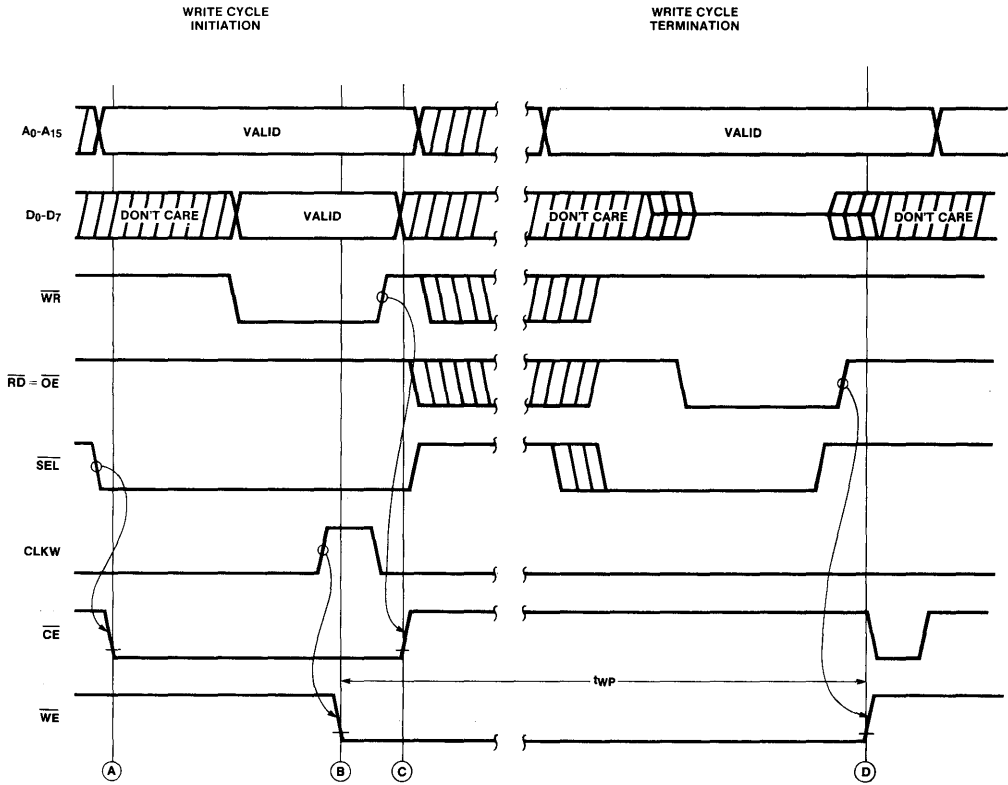 WRITE CYCLE
INITIATION
WRITE CYCLE
TERMINATION
A0-A15
VALID
VALID
D0-D7
DON'T CARE
VALID
DON'T CARE
DON'T CARE
WR
RD = OE
SEL
CLKW
CE
tWP
WE
A
B
C
D